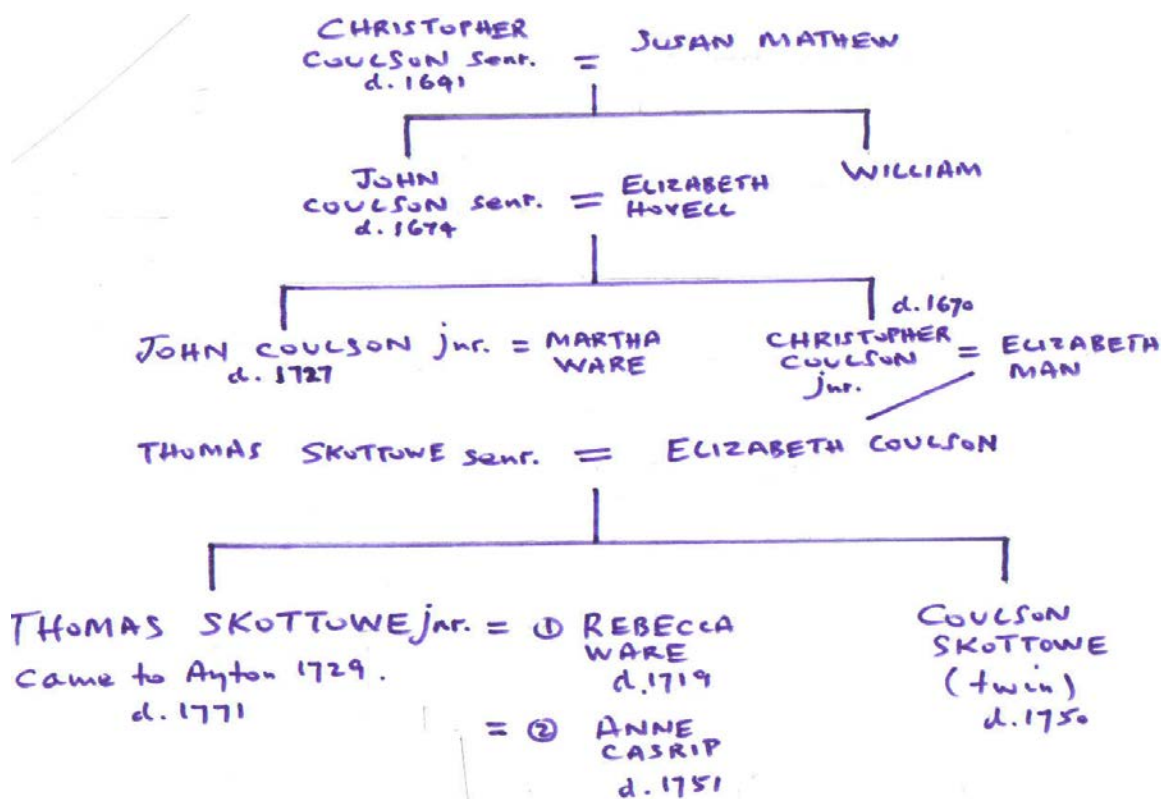 CHRISTOPHER
COULSON senr. = SUSAN MATHEW
d. 1641
JOHN
COULSON senr. = ELIZABETH HOVELL
d. 1674
WILLIAM
JOHN COULSON jnr. = MARTHA WARE
d. 1727
d. 1670
CHRISTOPHER
COULSON = ELIZABETH MAN
jnr.
THOMAS SKOTTOWE senr. = ELIZABETH COULSON
THOMAS SKOTTOWE jnr. = ① REBECCA
WARE
d. 1719
Came to Ayton 1729.
d. 1771
= ② ANNE
CASRIP
d. 1751
COULSON
SKOTTOWE
(twin)
d. 1750